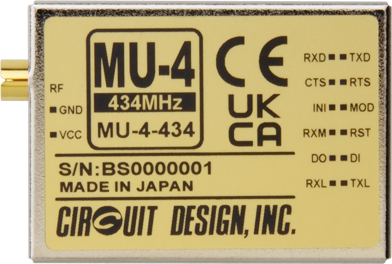 MU-4
434MHz
MU-4-434
CE
UK
CA
RF
GND
VCC
RXD TXD
CTS RTS
INI MOD
RXM RST
DO DI
RXL TXL
S/N:BS0000001
MADE IN JAPAN
CIRCUIT DESIGN, INC.